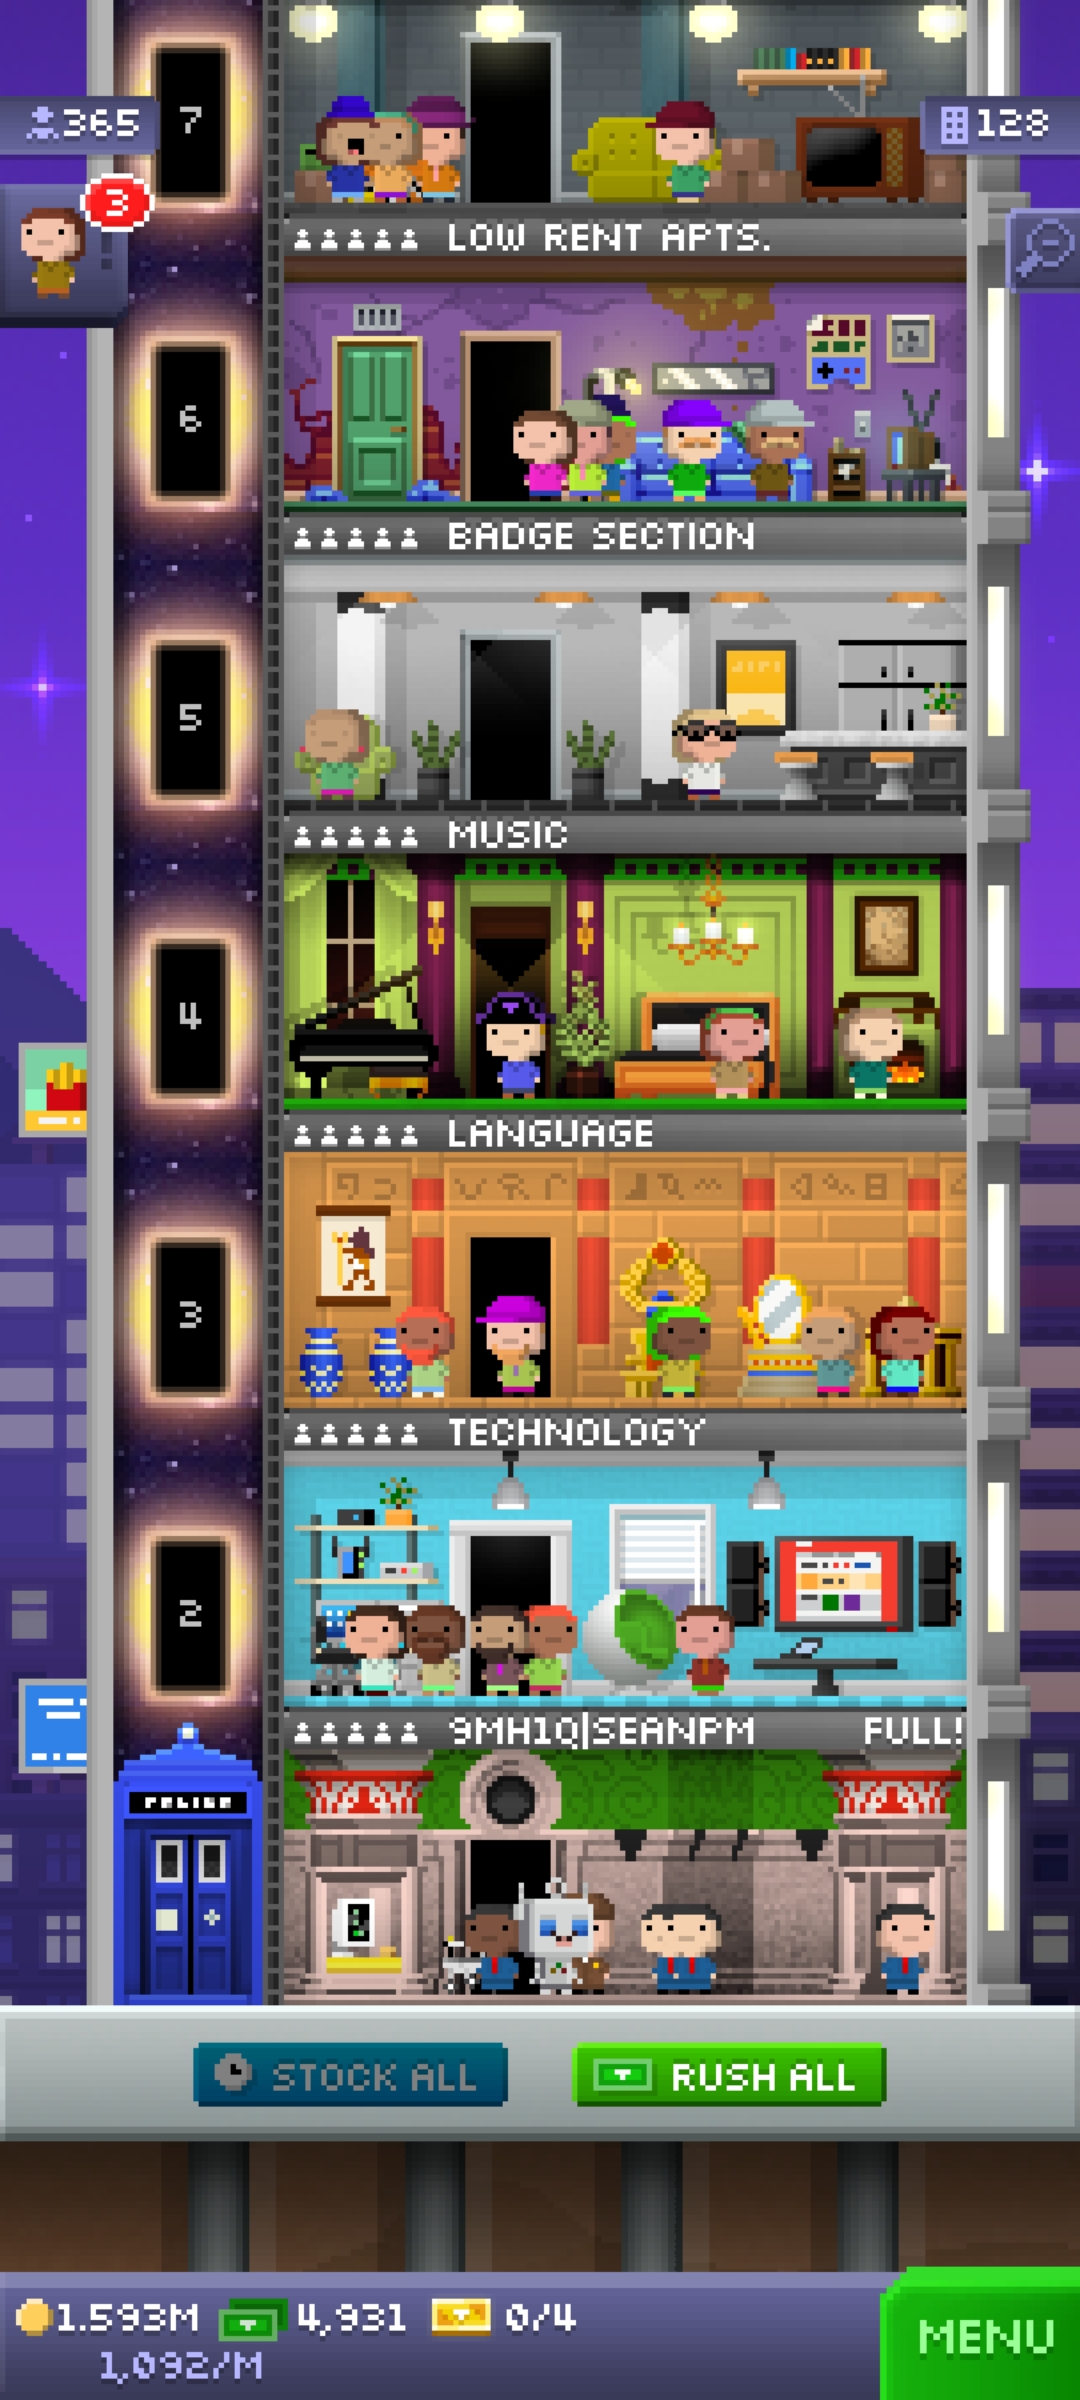 7
365
128
3
LOW RENT APTS.
6
BADGE SECTION
5
MUSIC
4
LANGUAGE
3
TECHNOLOGY
2
9MH1Q|SEANPM FULL!
POLICE
STOCK ALL
RUSH ALL
1.593M 4,931 0/4
1,092/M
MENU